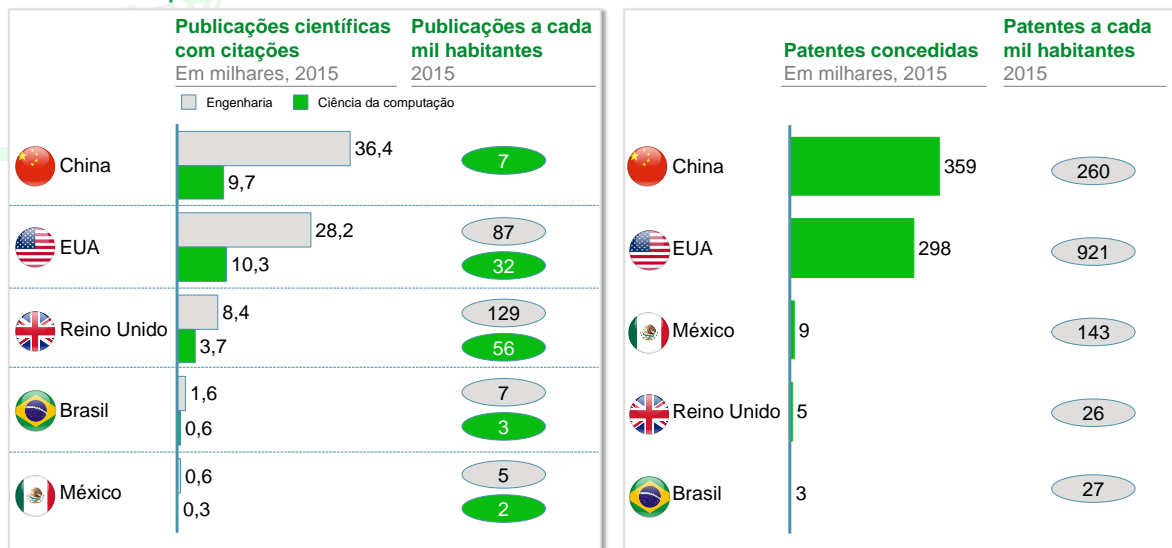 Publicações científicas
com citações
Em milhares, 2015
Publicações a cada
mil habitantes
2015
Engenharia
Ciência da computação
China
36,4
9,7
7
EUA
28,2
10,3
87
32
Reino Unido
8,4
3,7
129
56
Brasil
1,6
0,6
7
3
México
0,6
0,3
5
2
Patentes concedidas
Em milhares, 2015
Patentes a cada
mil habitantes
2015
China
359
260
EUA
298
921
México
9
143
Reino Unido
5
26
Brasil
3
27